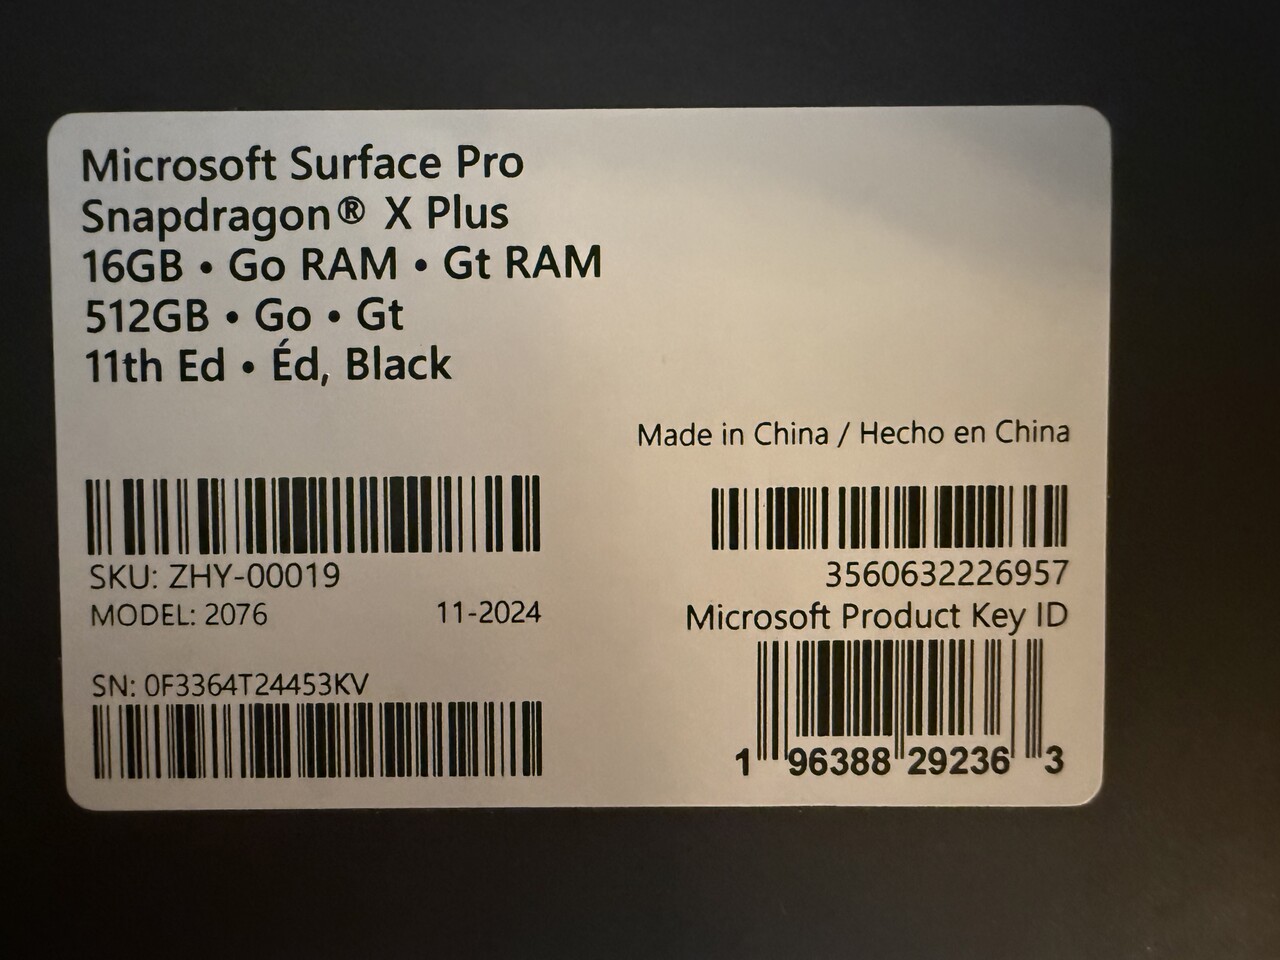 Microsoft Surface Pro
Snapdragon® X Plus
16GB • Go RAM • Gt RAM
512GB • Go • Gt
11th Ed • Éd, Black
Made in China / Hecho en China
SKU: ZHY-00019
MODEL: 2076 11-2024
SN: 0F3364T24453KV
3560632226957
Microsoft Product Key ID
1 96388 29236 3